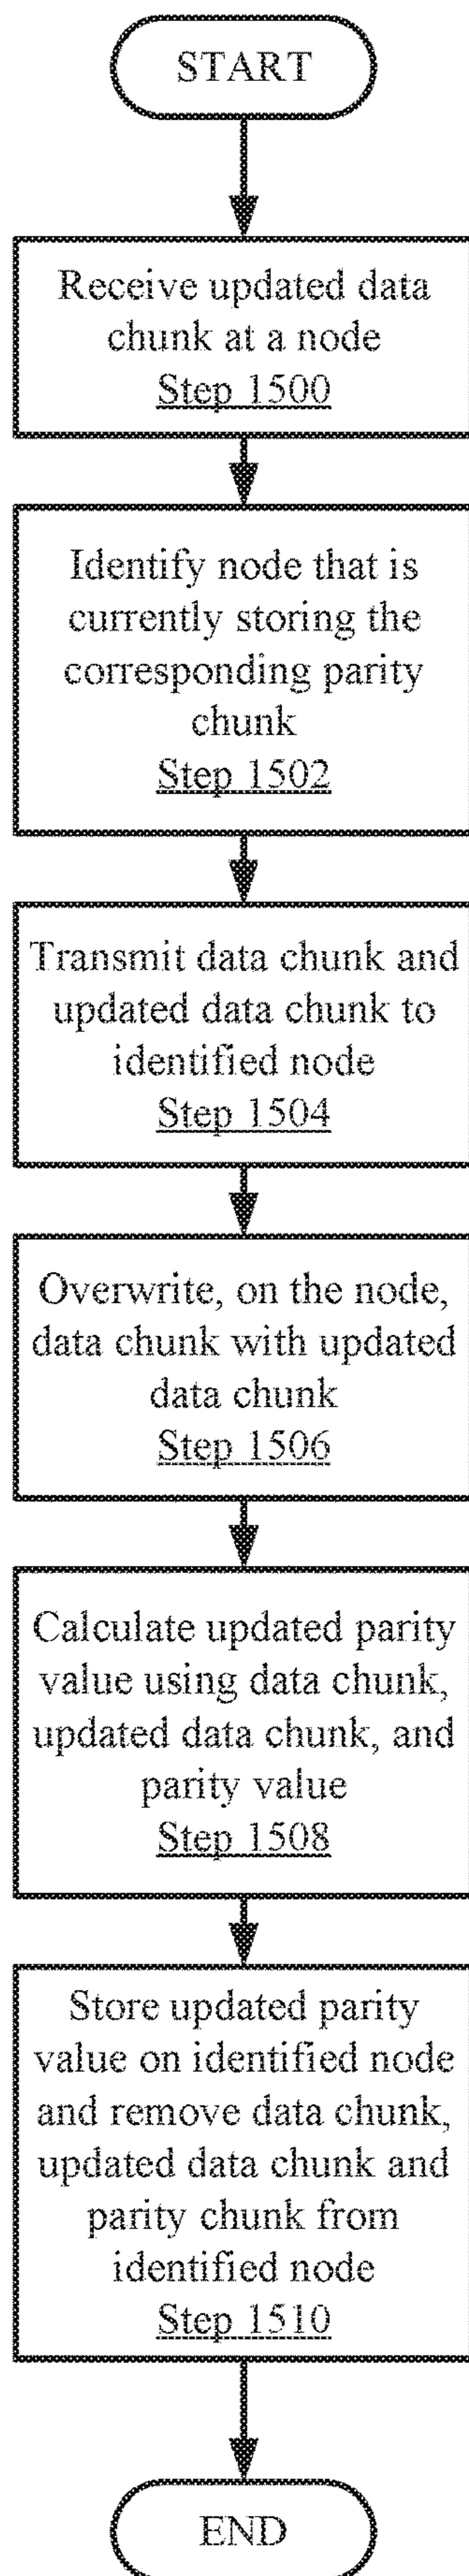 START
Receive updated data
chunk at a node
Step 1500
Identify node that is
currently storing the
corresponding parity
chunk
Step 1502
Transmit data chunk and
updated data chunk to
identified node
Step 1504
Overwrite, on the node,
data chunk with updated
data chunk
Step 1506
Calculate updated parity
value using data chunk,
updated data chunk, and
parity value
Step 1508
Store updated parity
value on identified node
and remove data chunk,
updated data chunk and
parity chunk from
identified node
Step 1510
END